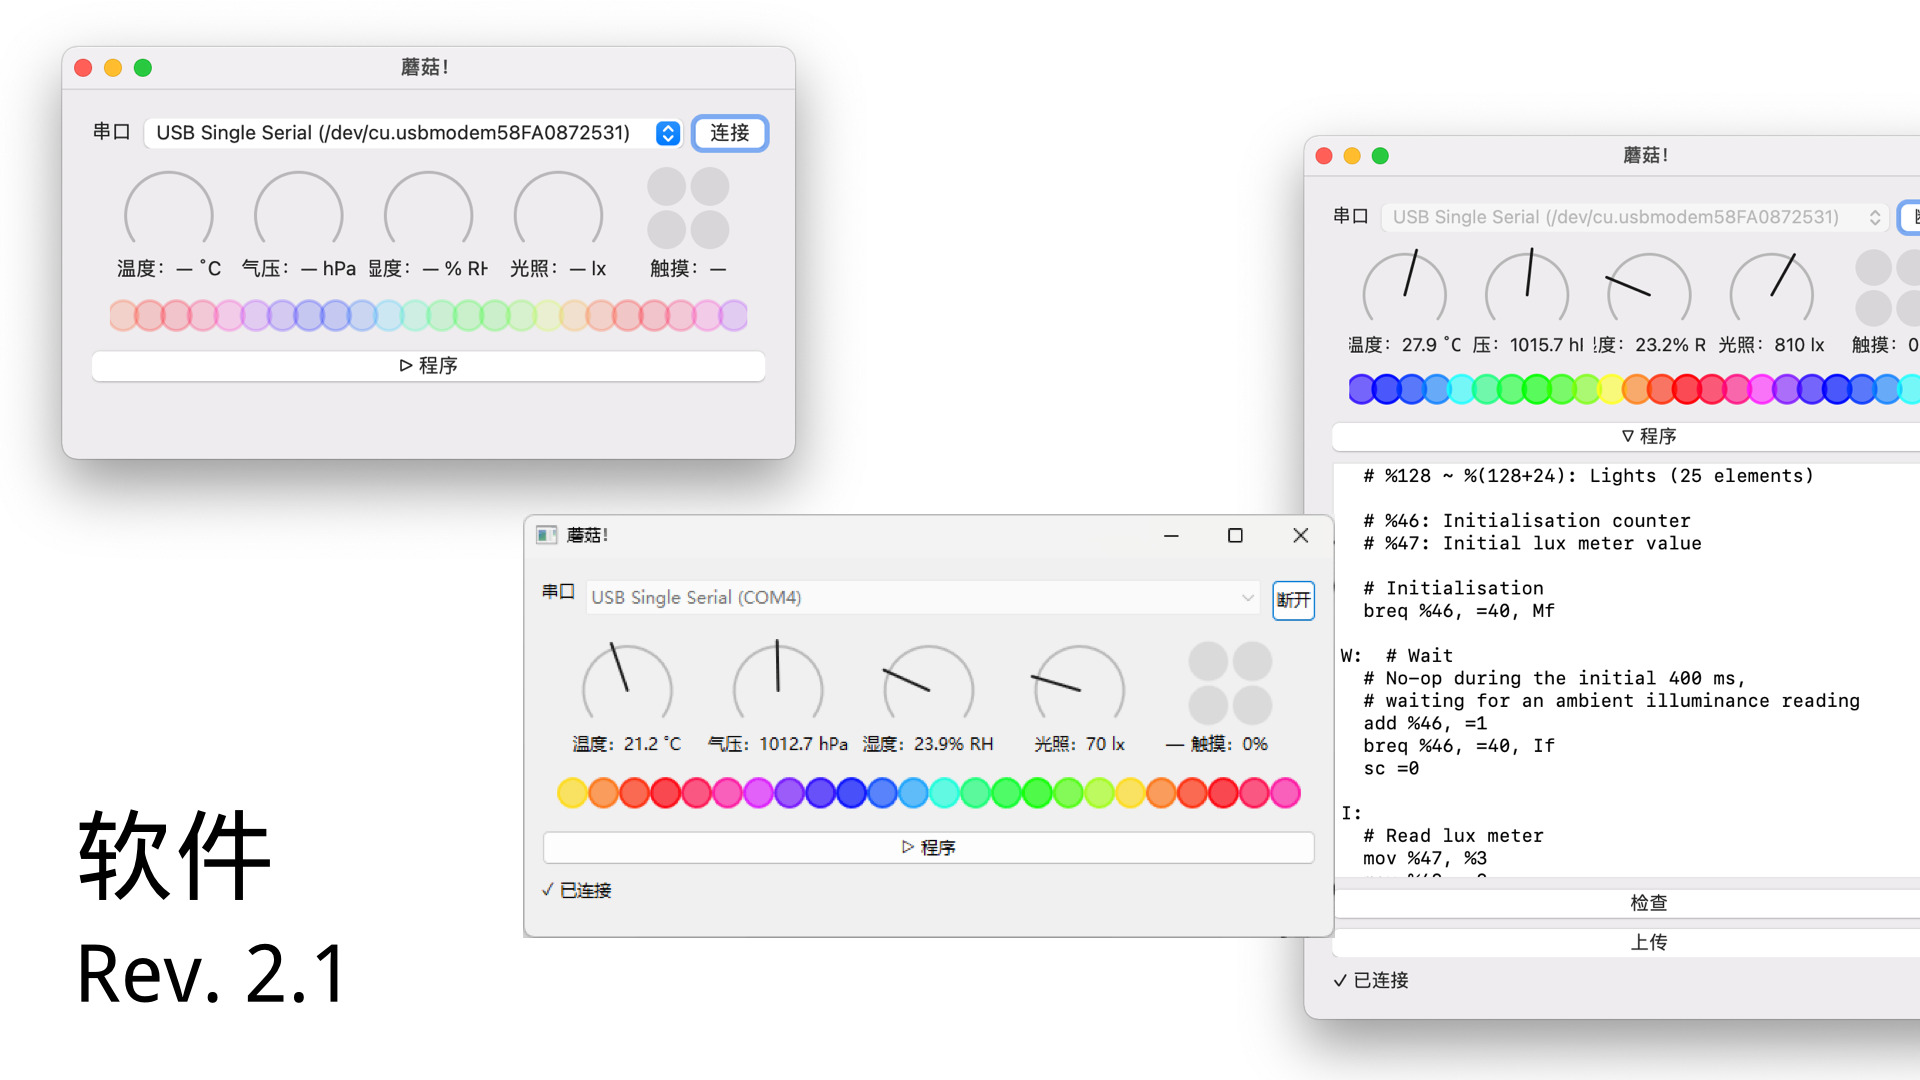 蘑菇！
串口 USB Single Serial (/dev/cu.usbmodem58FA0872531) 连接
温度：— ˚C 气压：— hPa 湿度：— % RH 光照：— lx 触摸：—
▷ 程序
蘑菇！
串口 USB Single Serial (/dev/cu.usbmodem58FA0872531)
温度：27.9 ˚C 压：1015.7 hl 度：23.2% R 光照：810 lx 触摸：0
▽ 程序
# %128 ~ %(128+24): Lights (25 elements)
# %46: Initialisation counter
# %47: Initial lux meter value
# Initialisation
breq %46, =40, Mf
W:  # Wait
# No-op during the initial 400 ms,
# waiting for an ambient illuminance reading
add %46, =1
breq %46, =40, If
sc =0
I:
# Read lux meter
mov %47, %3
检查
上传
✓ 已连接
蘑菇！
串口 USB Single Serial (COM4) 断开
温度：21.2 ˚C 气压：1012.7 hPa 湿度：23.9% RH 光照：70 lx — 触摸：0%
▷ 程序
✓ 已连接
软件
Rev. 2.1